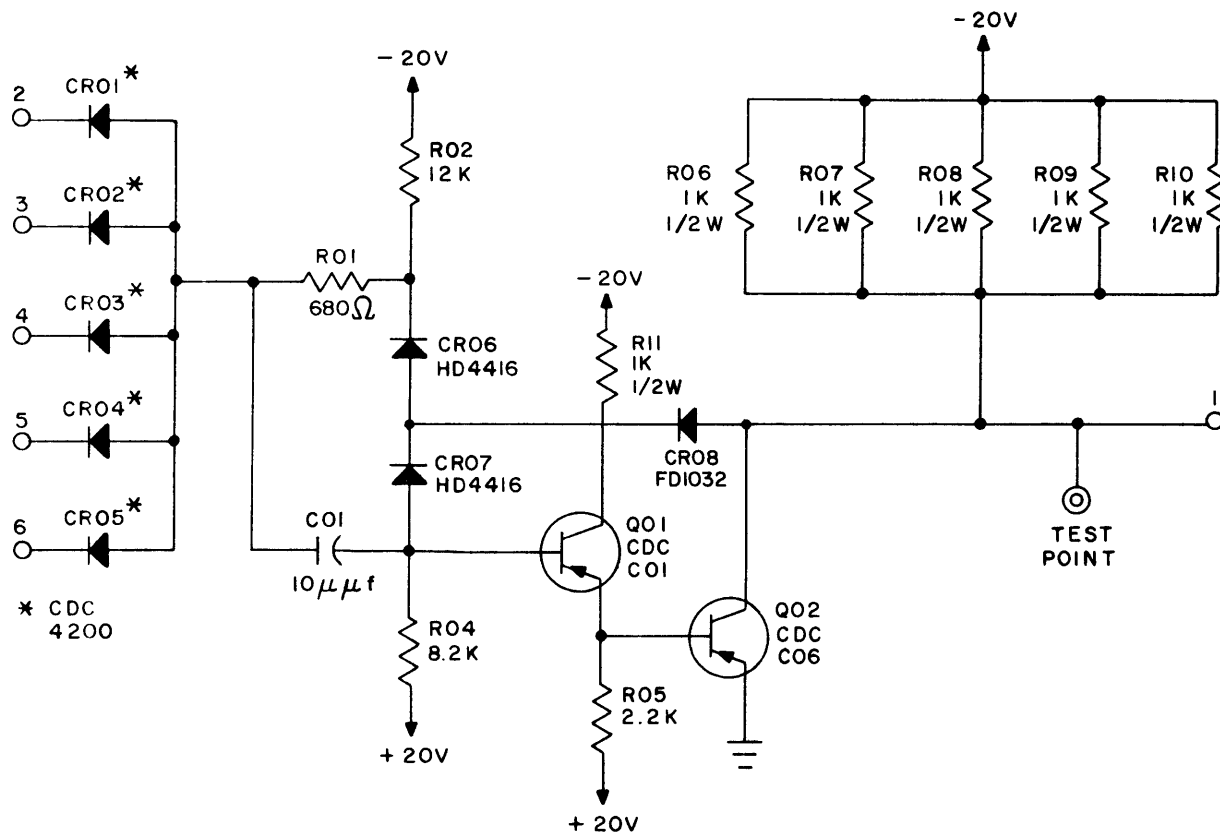 -20V
-20V
2
CR01*
3
CR02*
4
CR03*
5
CR04*
6
CR05*
* CDC
4200
R02
12K
R01
680Ω
CR06
HD4416
CR07
HD4416
C01
10μμf
R04
8.2K
+20V
-20V
R11
1K
1/2W
CR08
FD1032
Q01
CDC
C01
R05
2.2K
+20V
Q02
CDC
C06
R06
1K
1/2W
R07
1K
1/2W
R08
1K
1/2W
R09
1K
1/2W
R10
1K
1/2W
1
TEST
POINT